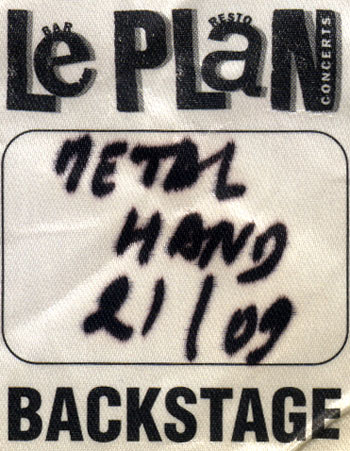 BAR RESTO
Le PLaN
CONCERTS
METAL
HAND
21/09
BACKSTAGE